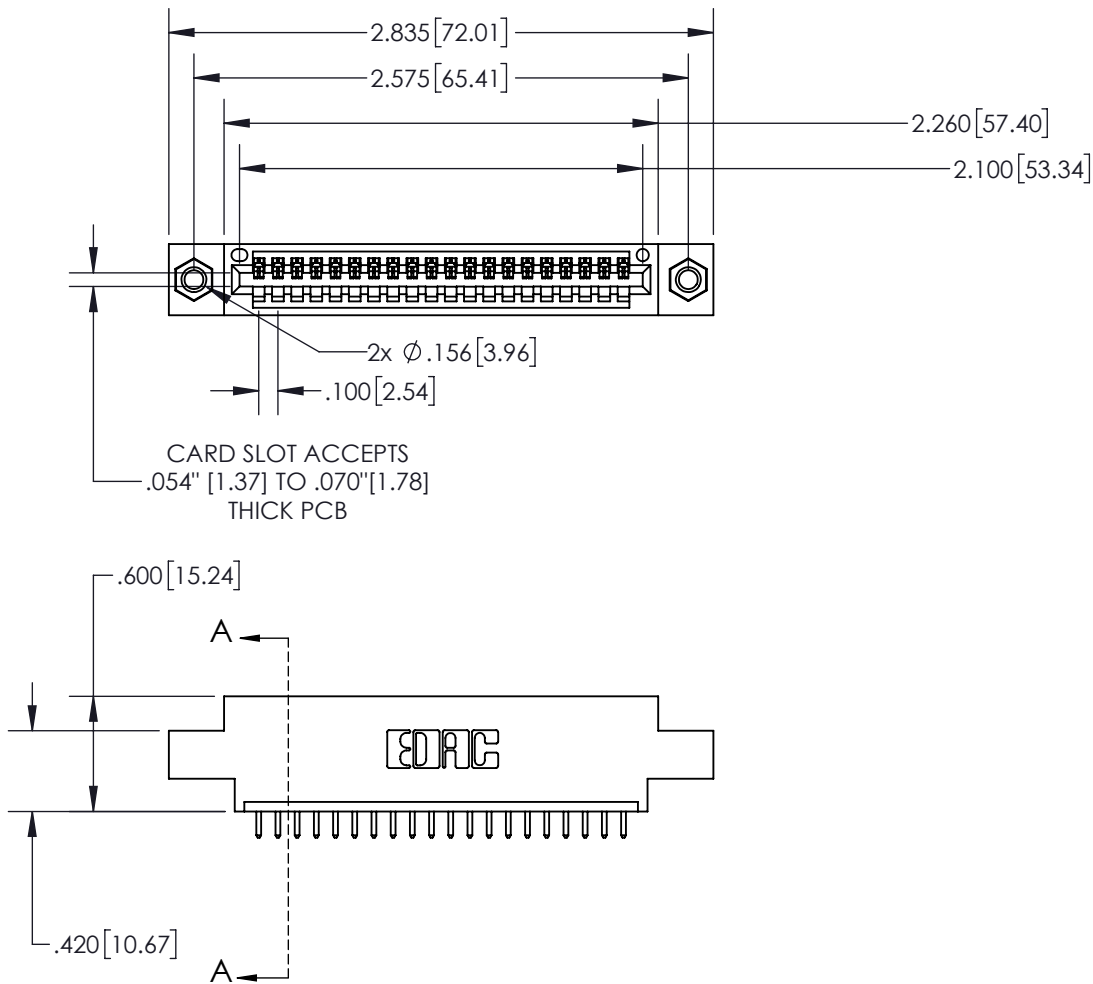 2.835[72.01]
2.575[65.41]
2.260[57.40]
2.100[53.34]
2x ∅.156[3.96]
.100[2.54]
CARD SLOT ACCEPTS
.054" [1.37] TO .070"[1.78]
THICK PCB
.600[15.24]
A
EDAC
.420[10.67]
A